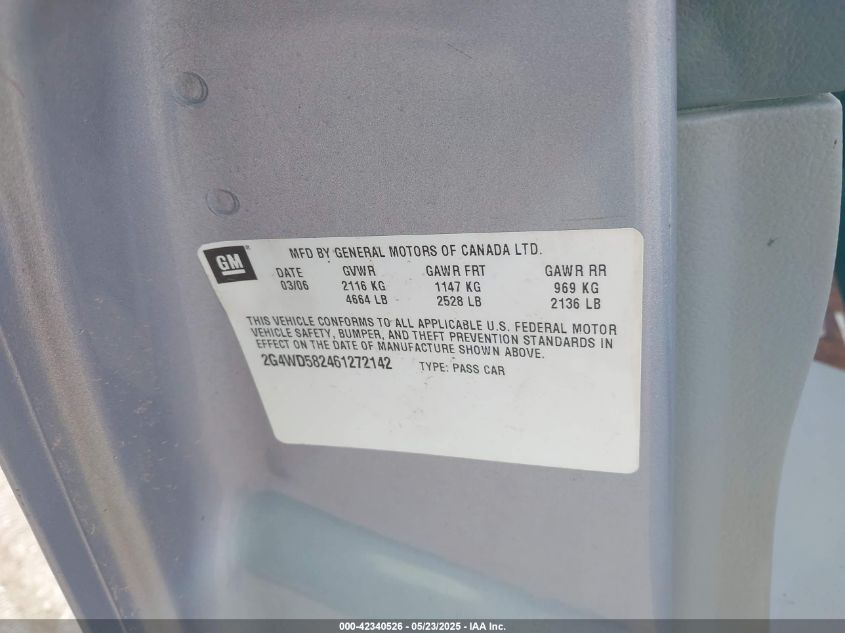 GM
MFD BY GENERAL MOTORS OF CANADA LTD.
DATE GVWR GAWR FRT GAWR RR
03/06 2116 KG 1147 KG 969 KG
4664 LB 2528 LB 2136 LB
THIS VEHICLE CONFORMS TO ALL APPLICABLE U.S. FEDERAL MOTOR
VEHICLE SAFETY, BUMPER, AND THEFT PREVENTION STANDARDS IN
EFFECT ON THE DATE OF MANUFACTURE SHOWN ABOVE.
2G4WD582461272142 TYPE: PASS CAR
000-42340526 - 05/23/2025 - IAA Inc.